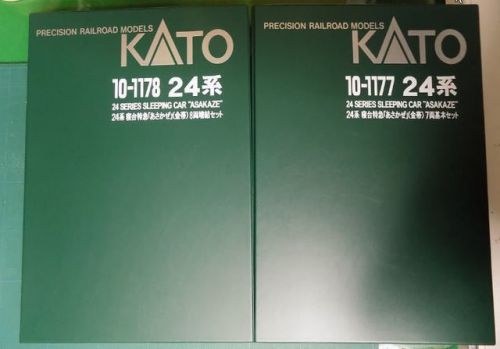 PRECISION RAILROAD MODELS
KATO
10-1178 24系
24 SERIES SLEEPING CAR "ASAKAZE"
24系 寝台特急「あさかぜ」(金帯) 8両増結セット
PRECISION RAILROAD MODELS
KATO
10-1177 24系
24 SERIES SLEEPING CAR "ASAKAZE"
24系 寝台特急「あさかぜ」(金帯) 7両基本セット